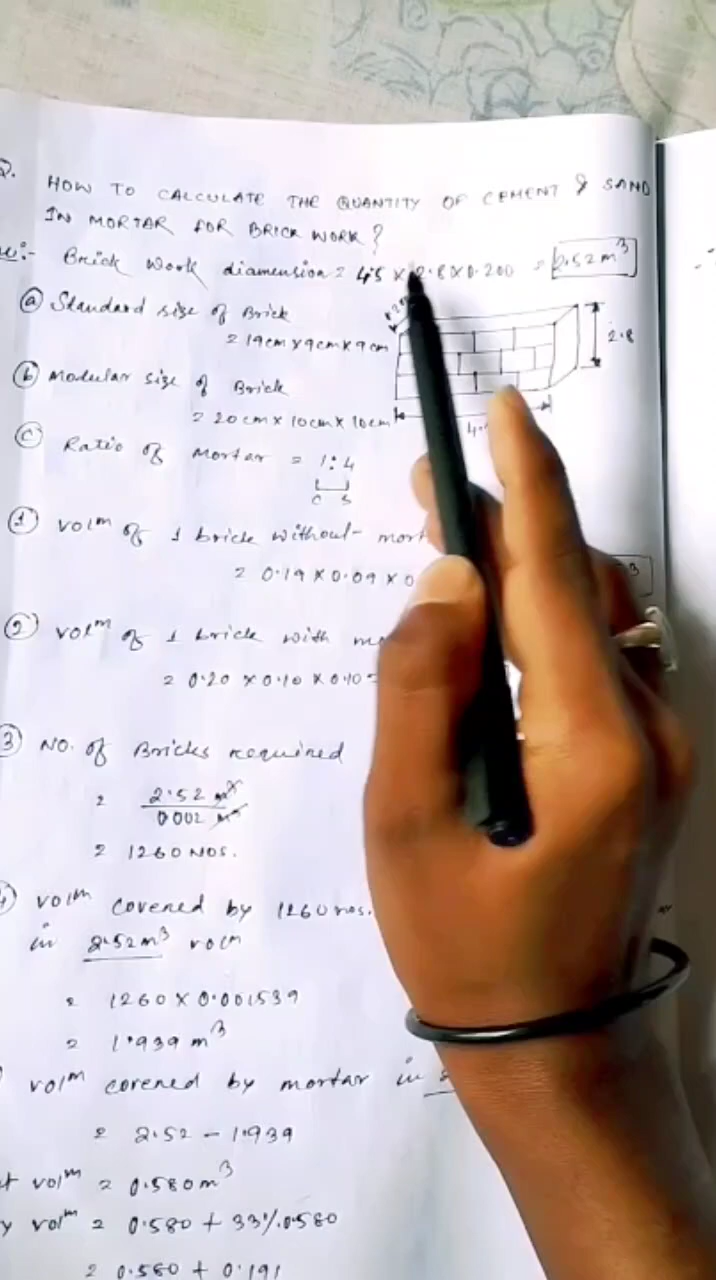 Q.
HOW TO CALCULATE THE QUANTITY OF CEMENT & SAND
IN MORTAR FOR BRICK WORK?
Brick work diamension = 4.5 × 2.8 × 0.200 = 2.52 m³
(a) Standard size of Brick
= 19cm × 9cm × 9cm
2.8
(b) Modular size of Brick
= 20cm × 10cm × 10cm
4.
(c) Ratio of mortar = 1:4
C S
(1) volm of 1 brick without mort
= 0.19 × 0.09 × 0
3
(2) volm of 1 brick with mo
= 0.20 × 0.10 × 0.10 =
3 NO. of Bricks required
= 2.52 m³
0.002 m³
= 1260 NOS.
volm covered by 1260 nos.
in 2.52m³ volm
= 1260 × 0.001539
= 1.939 m³
volm covered by mortar in
= 2.52 - 1.939
volm = 0.580m³
y volm = 0.580 + 33%.0.580
= 0.580 + 0.191